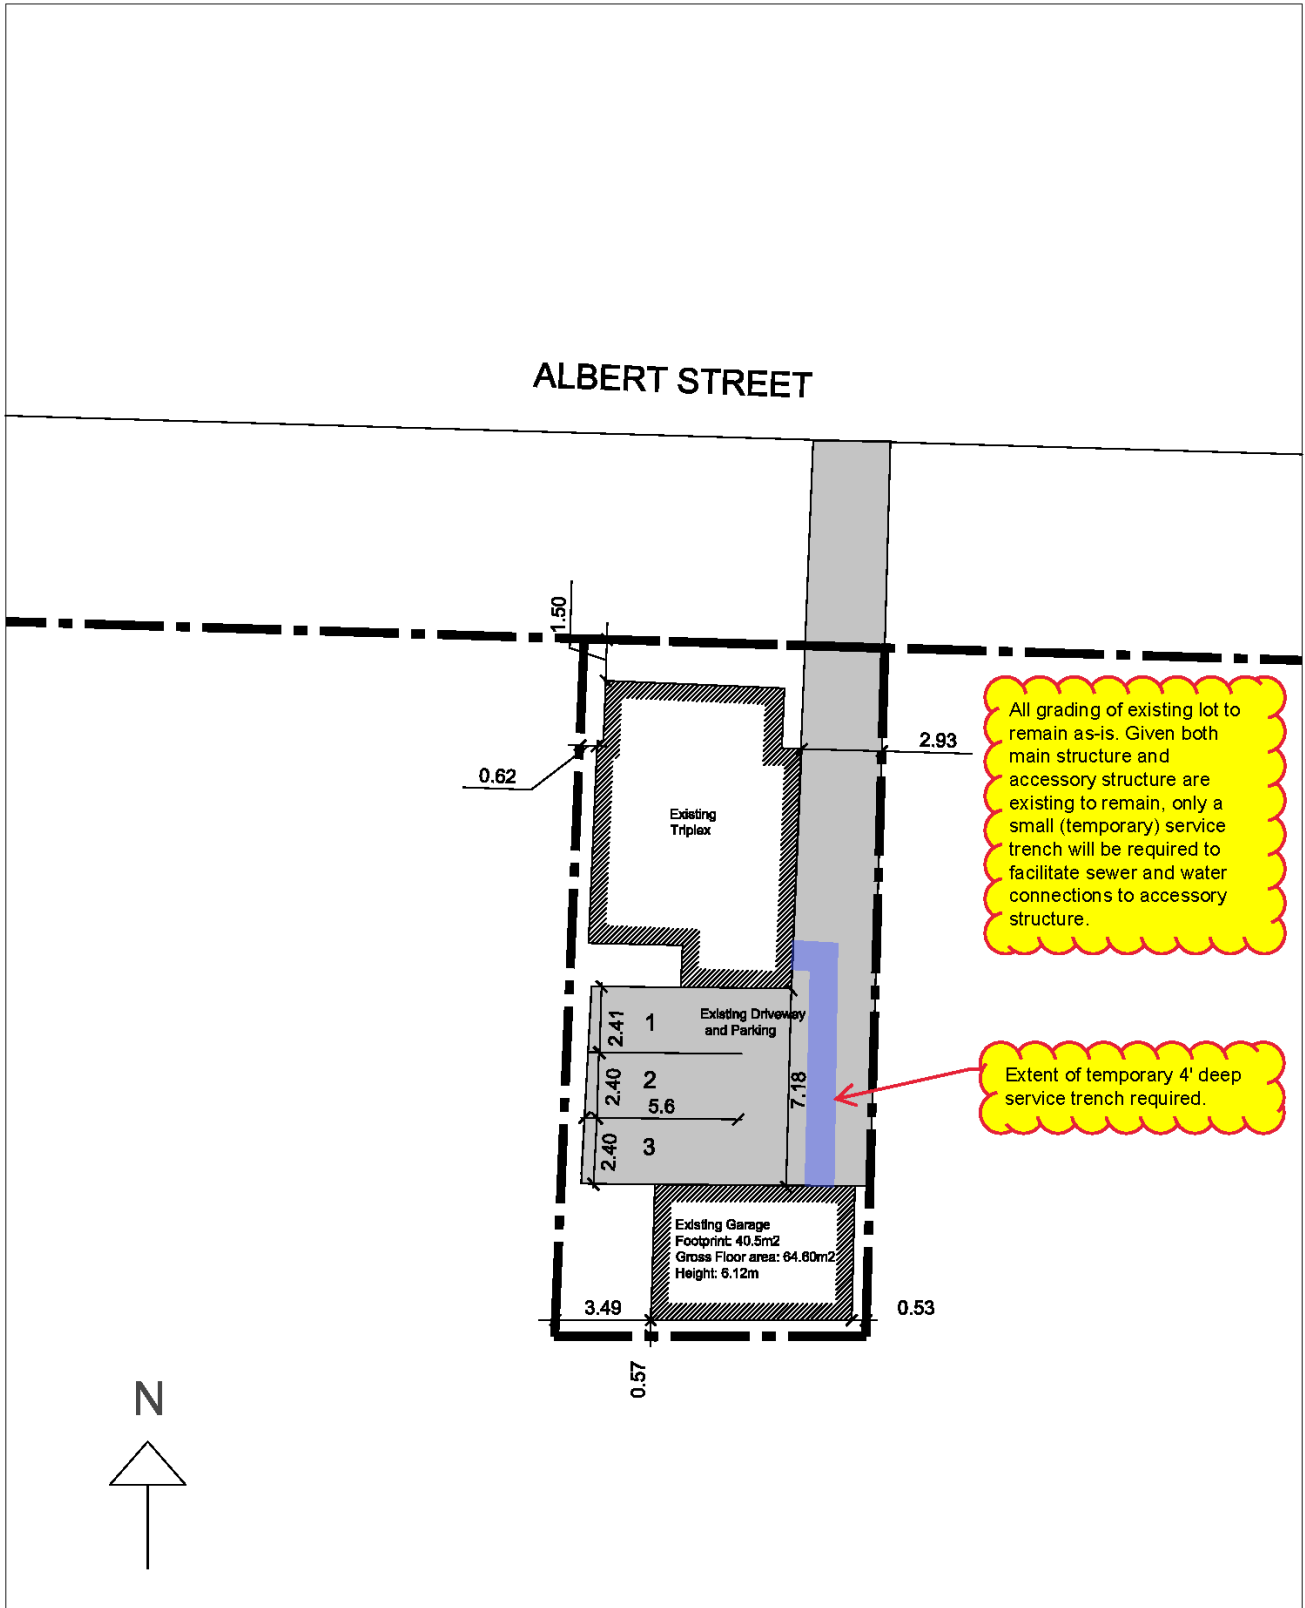 ALBERT STREET
1.50
0.62
2.93
Existing
Triplex
All grading of existing lot to
remain as-is. Given both
main structure and
accessory structure are
existing to remain, only a
small (temporary) service
trench will be required to
facilitate sewer and water
connections to accessory
structure.
Existing Driveway
and Parking
1
2.41
2
2.40
5.6
7.18
3
2.40
Extent of temporary 4' deep
service trench required.
Existing Garage
Footprint: 40.5m2
Gross Floor area: 64.60m2
Height: 6.12m
3.49
0.53
0.57
N